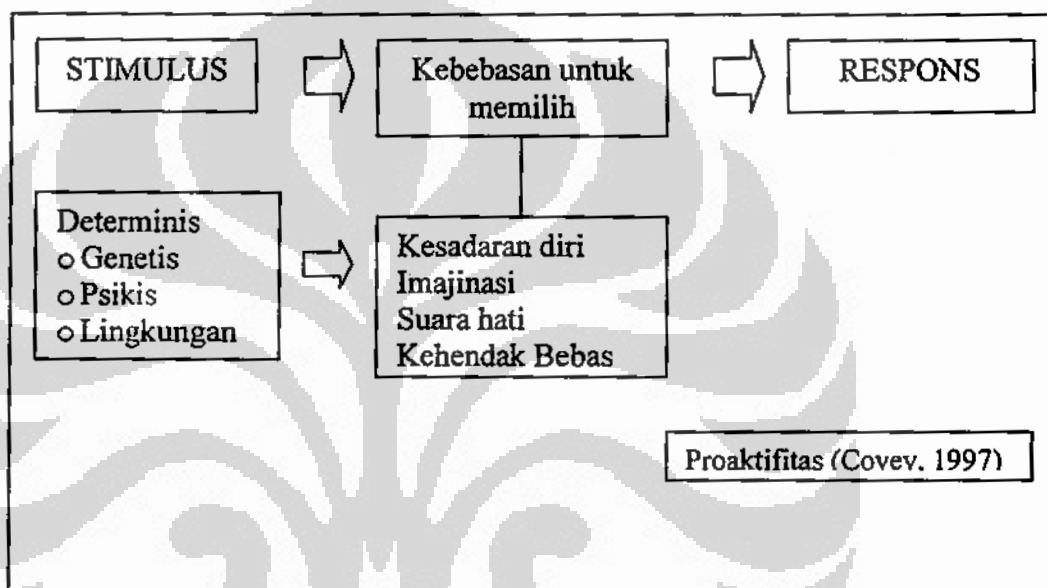 STIMULUS
Kebebasan untuk
memilih
RESPONS
Determinis
o Genetis
o Psikis
o Lingkungan
Kesadaran diri
Imajinasi
Suara hati
Kehendak Bebas
Proaktifitas (Covey, 1997)